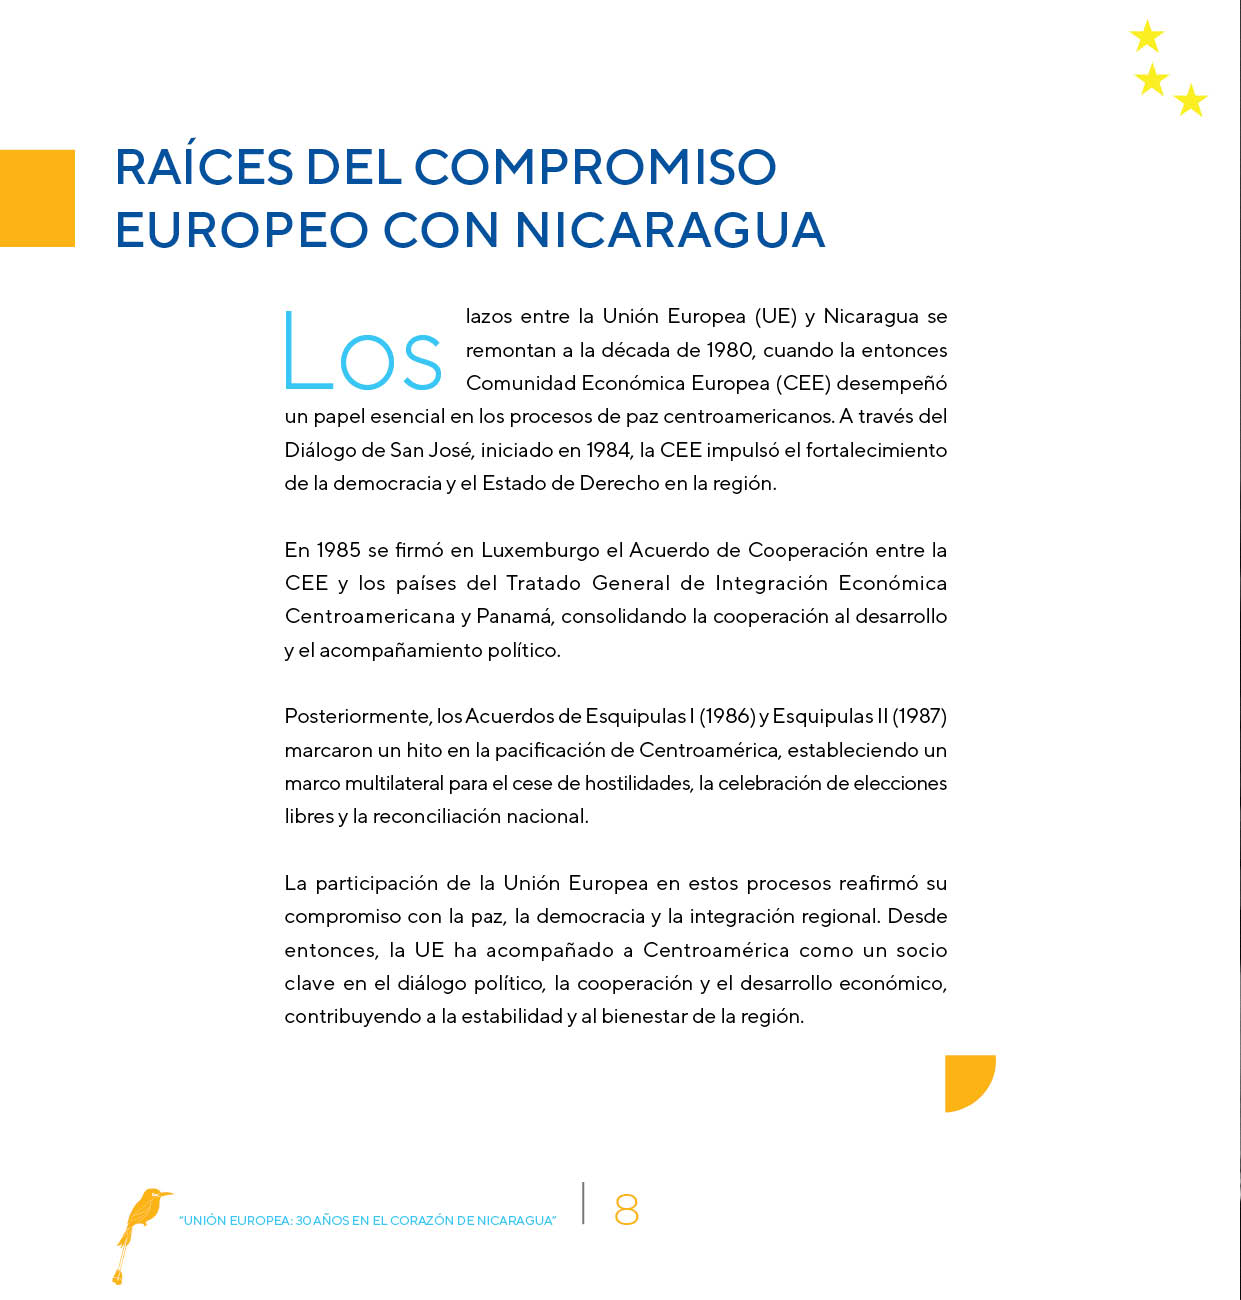 RAÍCES DEL COMPROMISO
EUROPEO CON NICARAGUA
Los lazos entre la Unión Europea (UE) y Nicaragua se
remontan a la década de 1980, cuando la entonces
Comunidad Económica Europea (CEE) desempeñó
un papel esencial en los procesos de paz centroamericanos. A través del
Diálogo de San José, iniciado en 1984, la CEE impulsó el fortalecimiento
de la democracia y el Estado de Derecho en la región.
En 1985 se firmó en Luxemburgo el Acuerdo de Cooperación entre la
CEE y los países del Tratado General de Integración Económica
Centroamericana y Panamá, consolidando la cooperación al desarrollo
y el acompañamiento político.
Posteriormente, los Acuerdos de Esquipulas I (1986) y Esquipulas II (1987)
marcaron un hito en la pacificación de Centroamérica, estableciendo un
marco multilateral para el cese de hostilidades, la celebración de elecciones
libres y la reconciliación nacional.
La participación de la Unión Europea en estos procesos reafirmó su
compromiso con la paz, la democracia y la integración regional. Desde
entonces, la UE ha acompañado a Centroamérica como un socio
clave en el diálogo político, la cooperación y el desarrollo económico,
contribuyendo a la estabilidad y al bienestar de la región.
"UNIÓN EUROPEA: 30 AÑOS EN EL CORAZÓN DE NICARAGUA"
8